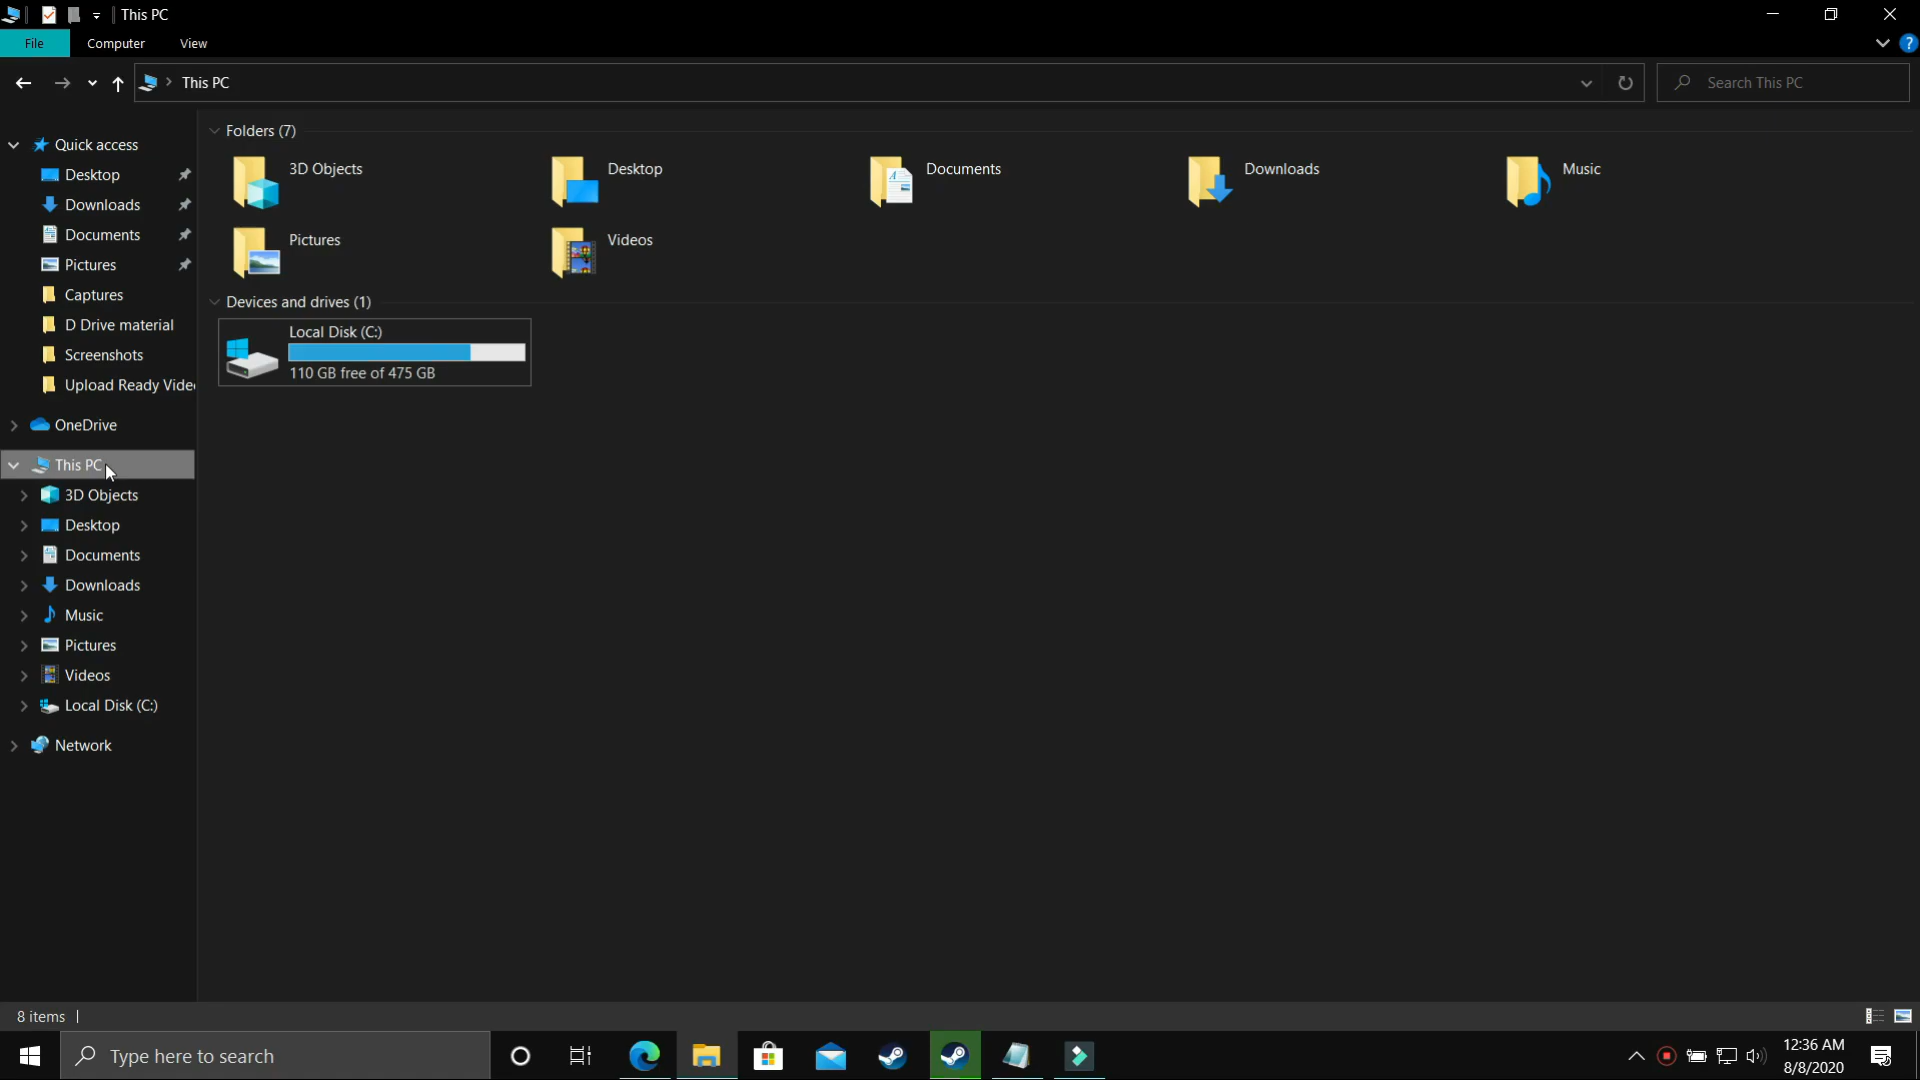 This PC
File
Computer
View
This PC
Search This PC
Quick access
Desktop
Downloads
Documents
Pictures
Captures
D Drive material
Screenshots
Upload Ready Vide
OneDrive
This PC
3D Objects
Desktop
Documents
Downloads
Music
Pictures
Videos
Local Disk (C:)
Network
Folders (7)
3D Objects
Desktop
Documents
Downloads
Music
Pictures
Videos
Devices and drives (1)
Local Disk (C:)
110 GB free of 475 GB
8 items
Type here to search
12:36 AM
8/8/2020